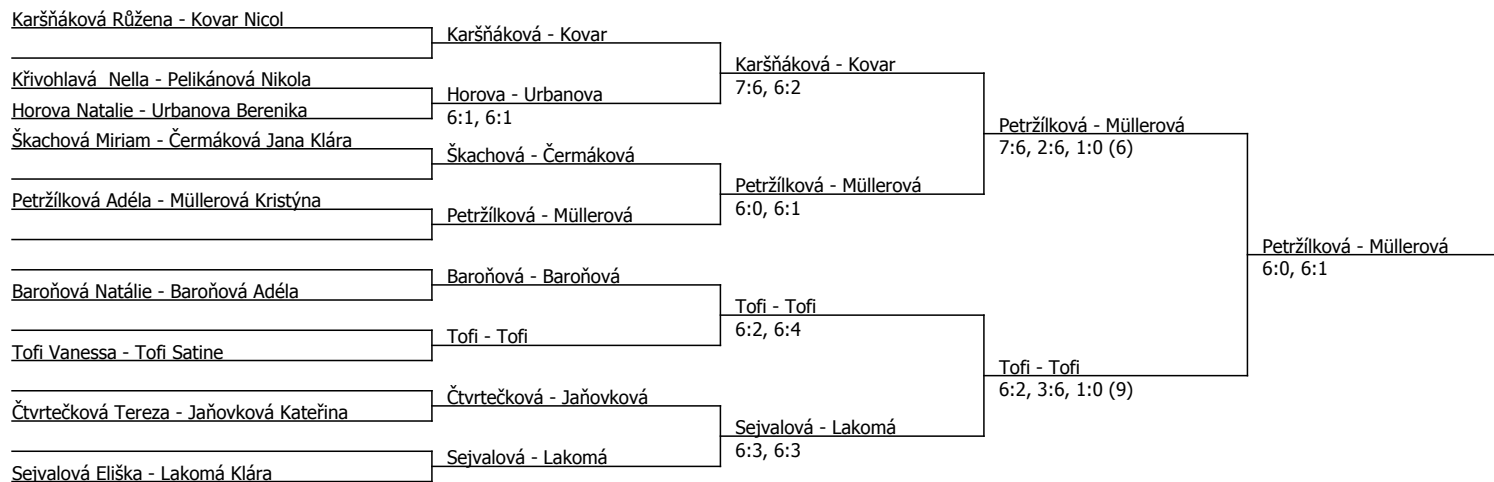 Karšňáková Růžena - Kovar Nicol
Křivohlavá  Nella - Pelikánová Nikola
Horova Natalie - Urbanova Berenika
Škachová Miriam - Čermáková Jana Klára
Petržílková Adéla - Müllerová Kristýna
Baroňová Natálie - Baroňová Adéla
Tofi Vanessa - Tofi Satine
Čtvrtečková Tereza - Jaňovková Kateřina
Sejvalová Eliška - Lakomá Klára
Karšňáková - Kovar
Horova - Urbanova
6:1, 6:1
Škachová - Čermáková
Petržílková - Müllerová
Baroňová - Baroňová
Tofi - Tofi
Čtvrtečková - Jaňovková
Sejvalová - Lakomá
Karšňáková - Kovar
7:6, 6:2
Petržílková - Müllerová
6:0, 6:1
Tofi - Tofi
6:2, 6:4
Sejvalová - Lakomá
6:3, 6:3
Petržílková - Müllerová
7:6, 2:6, 1:0 (6)
Tofi - Tofi
6:2, 3:6, 1:0 (9)
Petržílková - Müllerová
6:0, 6:1